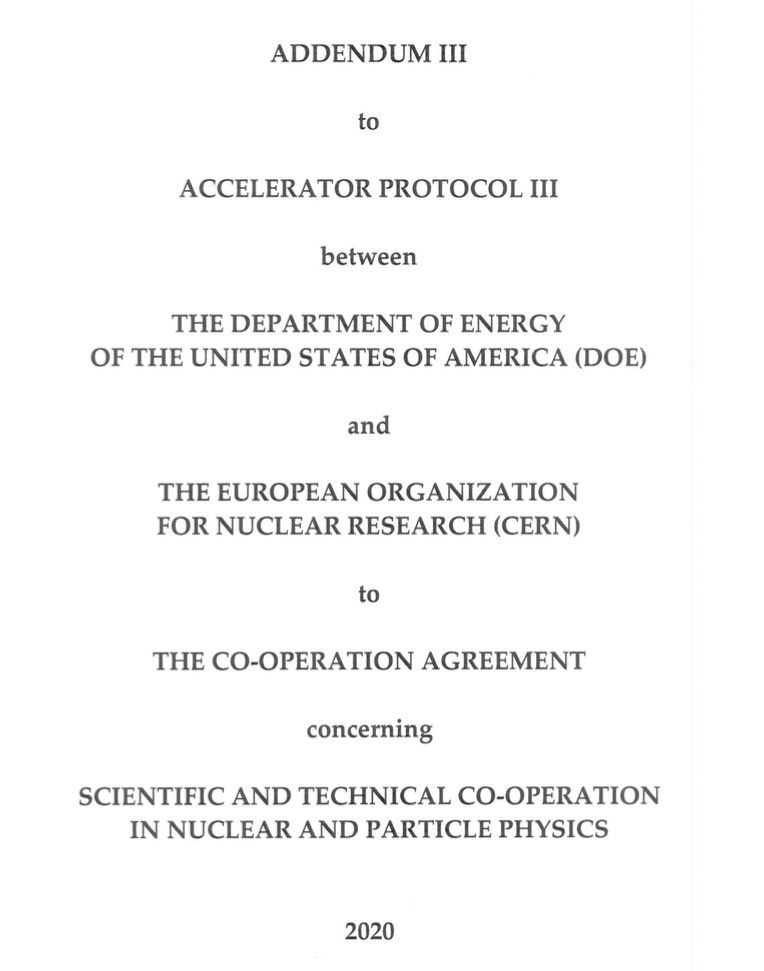 ADDENDUM III
to
ACCELERATOR PROTOCOL III
between
THE DEPARTMENT OF ENERGY
OF THE UNITED STATES OF AMERICA (DOE)
and
THE EUROPEAN ORGANIZATION
FOR NUCLEAR RESEARCH (CERN)
to
THE CO-OPERATION AGREEMENT
concerning
SCIENTIFIC AND TECHNICAL CO-OPERATION
IN NUCLEAR AND PARTICLE PHYSICS
2020